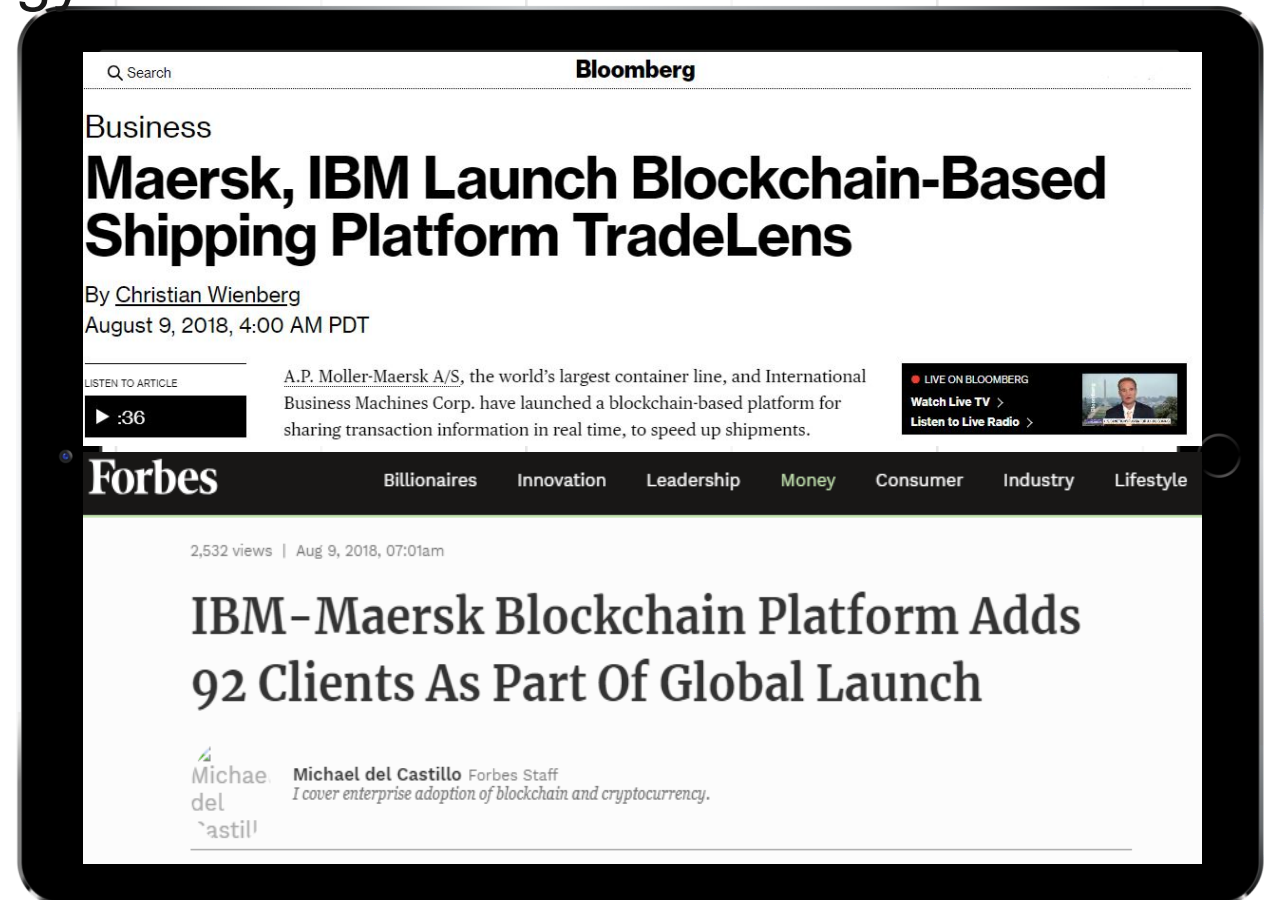 gy
Search
Bloomberg
Business
Maersk, IBM Launch Blockchain-Based
Shipping Platform TradeLens
By Christian Wienberg
August 9, 2018, 4:00 AM PDT
LISTEN TO ARTICLE
:36
A.P. Moller-Maersk A/S, the world's largest container line, and International
Business Machines Corp. have launched a blockchain-based platform for
sharing transaction information in real time, to speed up shipments.
LIVE ON BLOOMBERG
Watch Live TV >
Listen to Live Radio >
Forbes
Billionaires Innovation Leadership Money Consumer Industry Lifestyle
2,532 views | Aug 9, 2018, 07:01am
IBM-Maersk Blockchain Platform Adds
92 Clients As Part Of Global Launch
Michae
del
Castill
Michael del Castillo Forbes Staff
I cover enterprise adoption of blockchain and cryptocurrency.